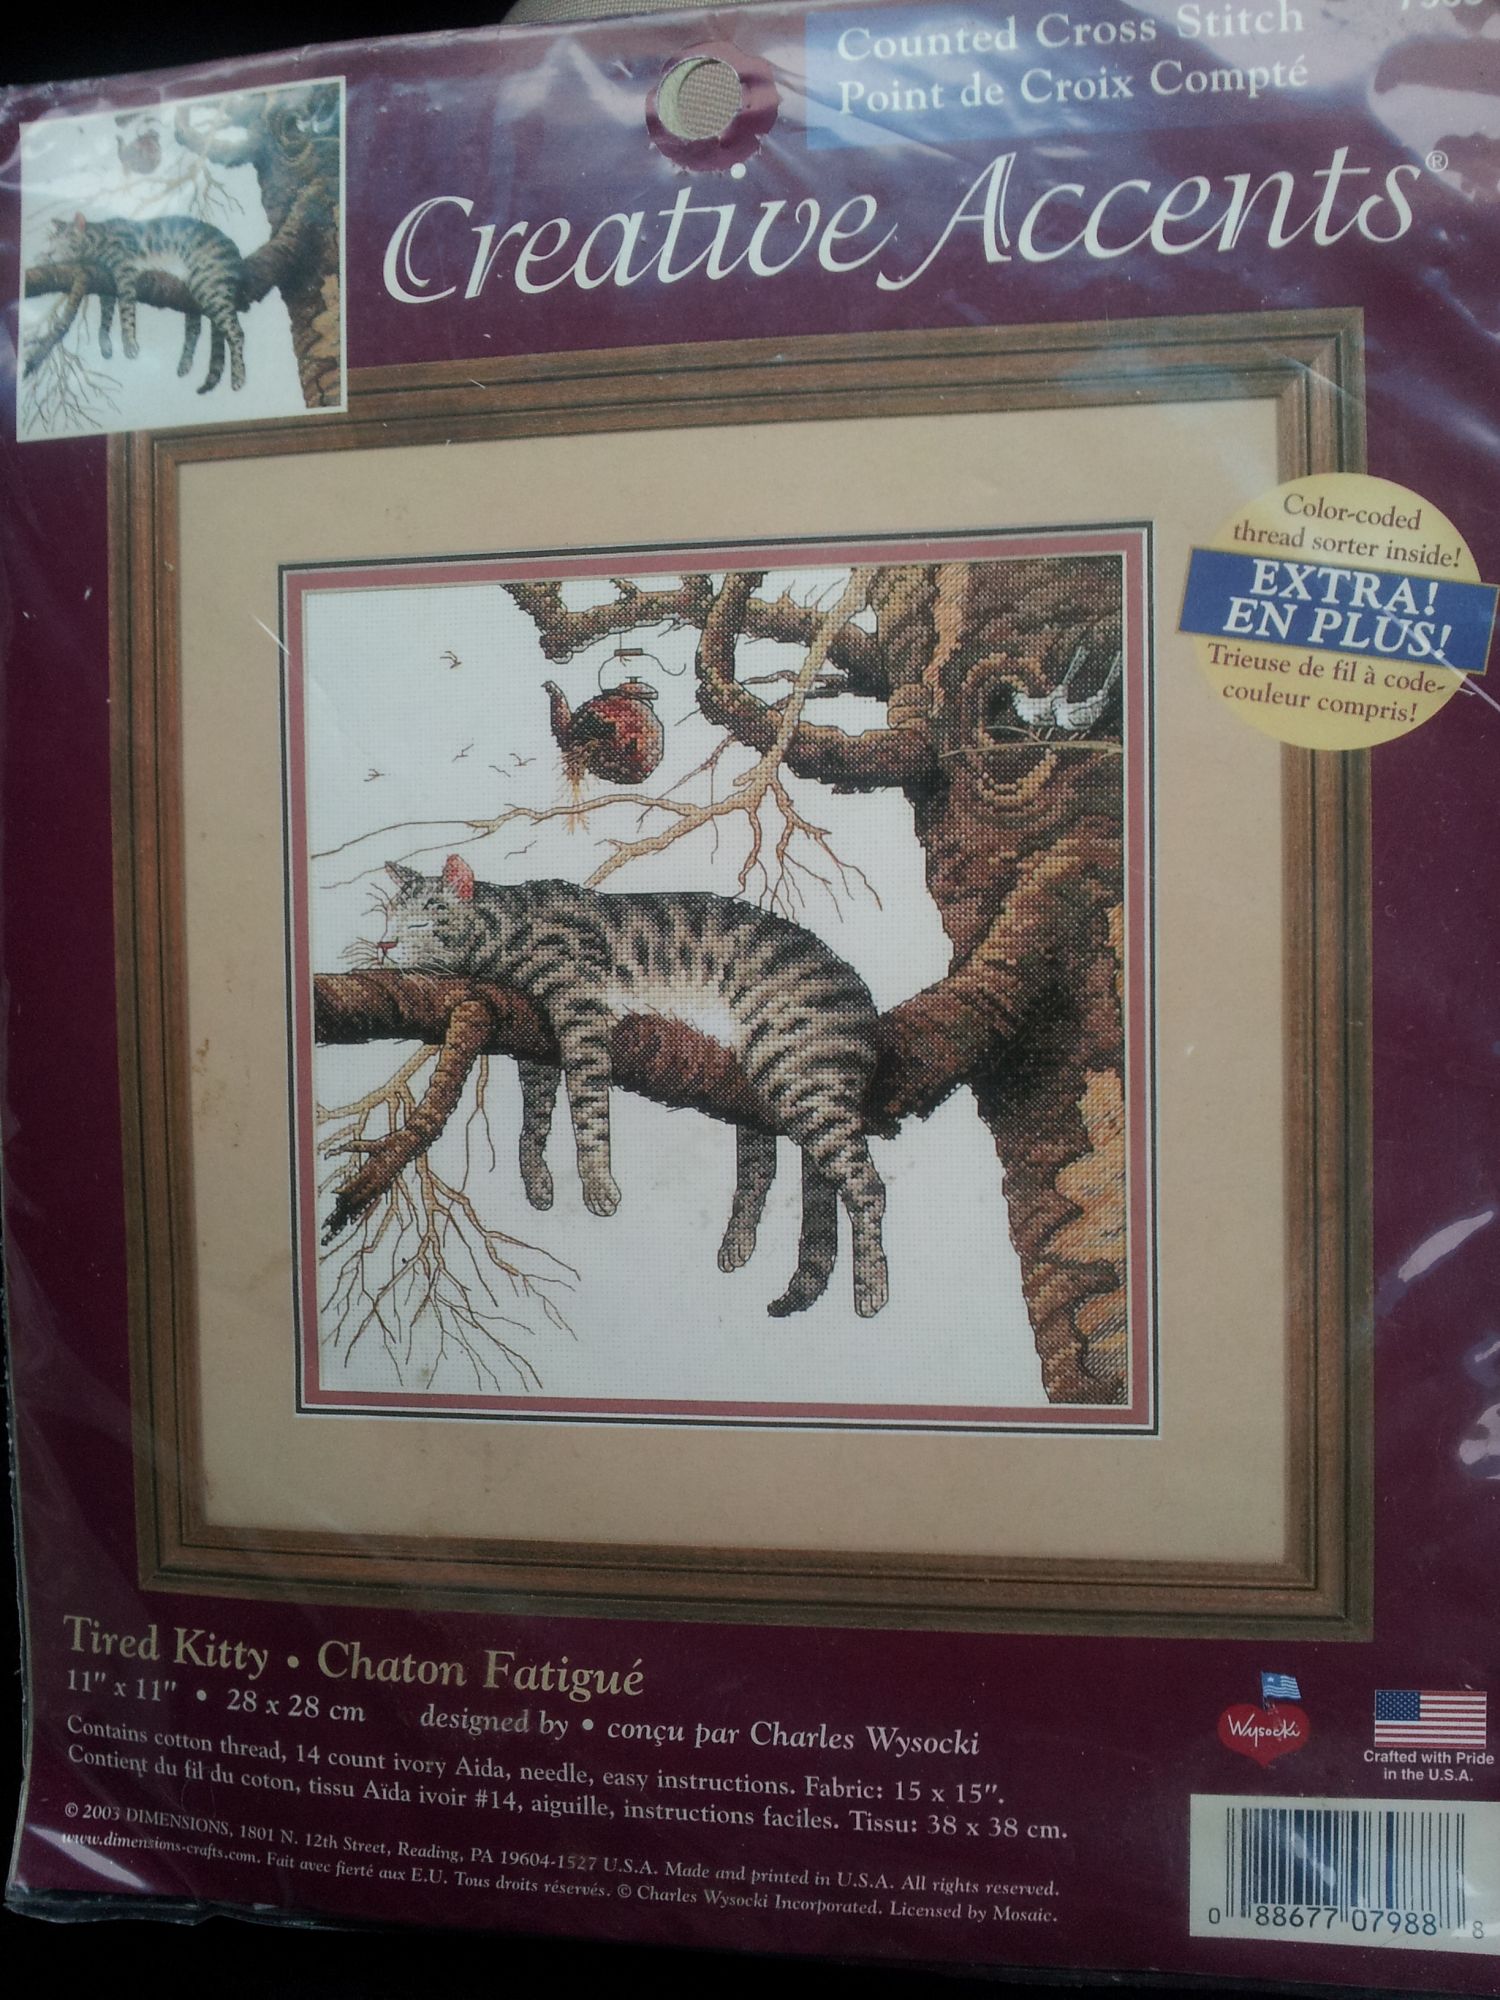 Counted Cross Stitch
Point de Croix Compté
Creative Accents®
Color-coded
thread sorter inside!
EXTRA!
EN PLUS!
Trieuse de fil à code-
couleur compris!
Tired Kitty • Chaton Fatigué
11" x 11" • 28 x 28 cm designed by • conçu par Charles Wysocki
Contains cotton thread, 14 count ivory Aida, needle, easy instructions. Fabric: 15 x 15".
Contient du fil du coton, tissu Aïda ivoir #14, aiguille, instructions faciles. Tissu: 38 x 38 cm.
© 2003 DIMENSIONS, 1801 N. 12th Street, Reading, PA 19604-1527 U.S.A. Made and printed in U.S.A. All rights reserved.
www.dimensions-crafts.com. Fait avec fierté aux E.U. Tous droits réservés. © Charles Wysocki Incorporated. Licensed by Mosaic.
Wysocki
Crafted with Pride
in the U.S.A.
0 88677 07988 8